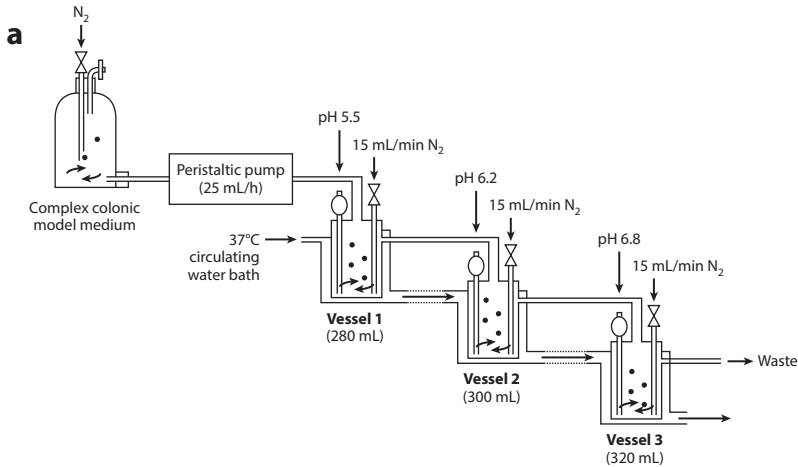 a
N2
Complex colonic
model medium
Peristaltic pump
(25 mL/h)
pH 5.5
15 mL/min N2
37°C
circulating
water bath
Vessel 1
(280 mL)
pH 6.2
15 mL/min N2
Vessel 2
(300 mL)
pH 6.8
15 mL/min N2
Waste
Vessel 3
(320 mL)